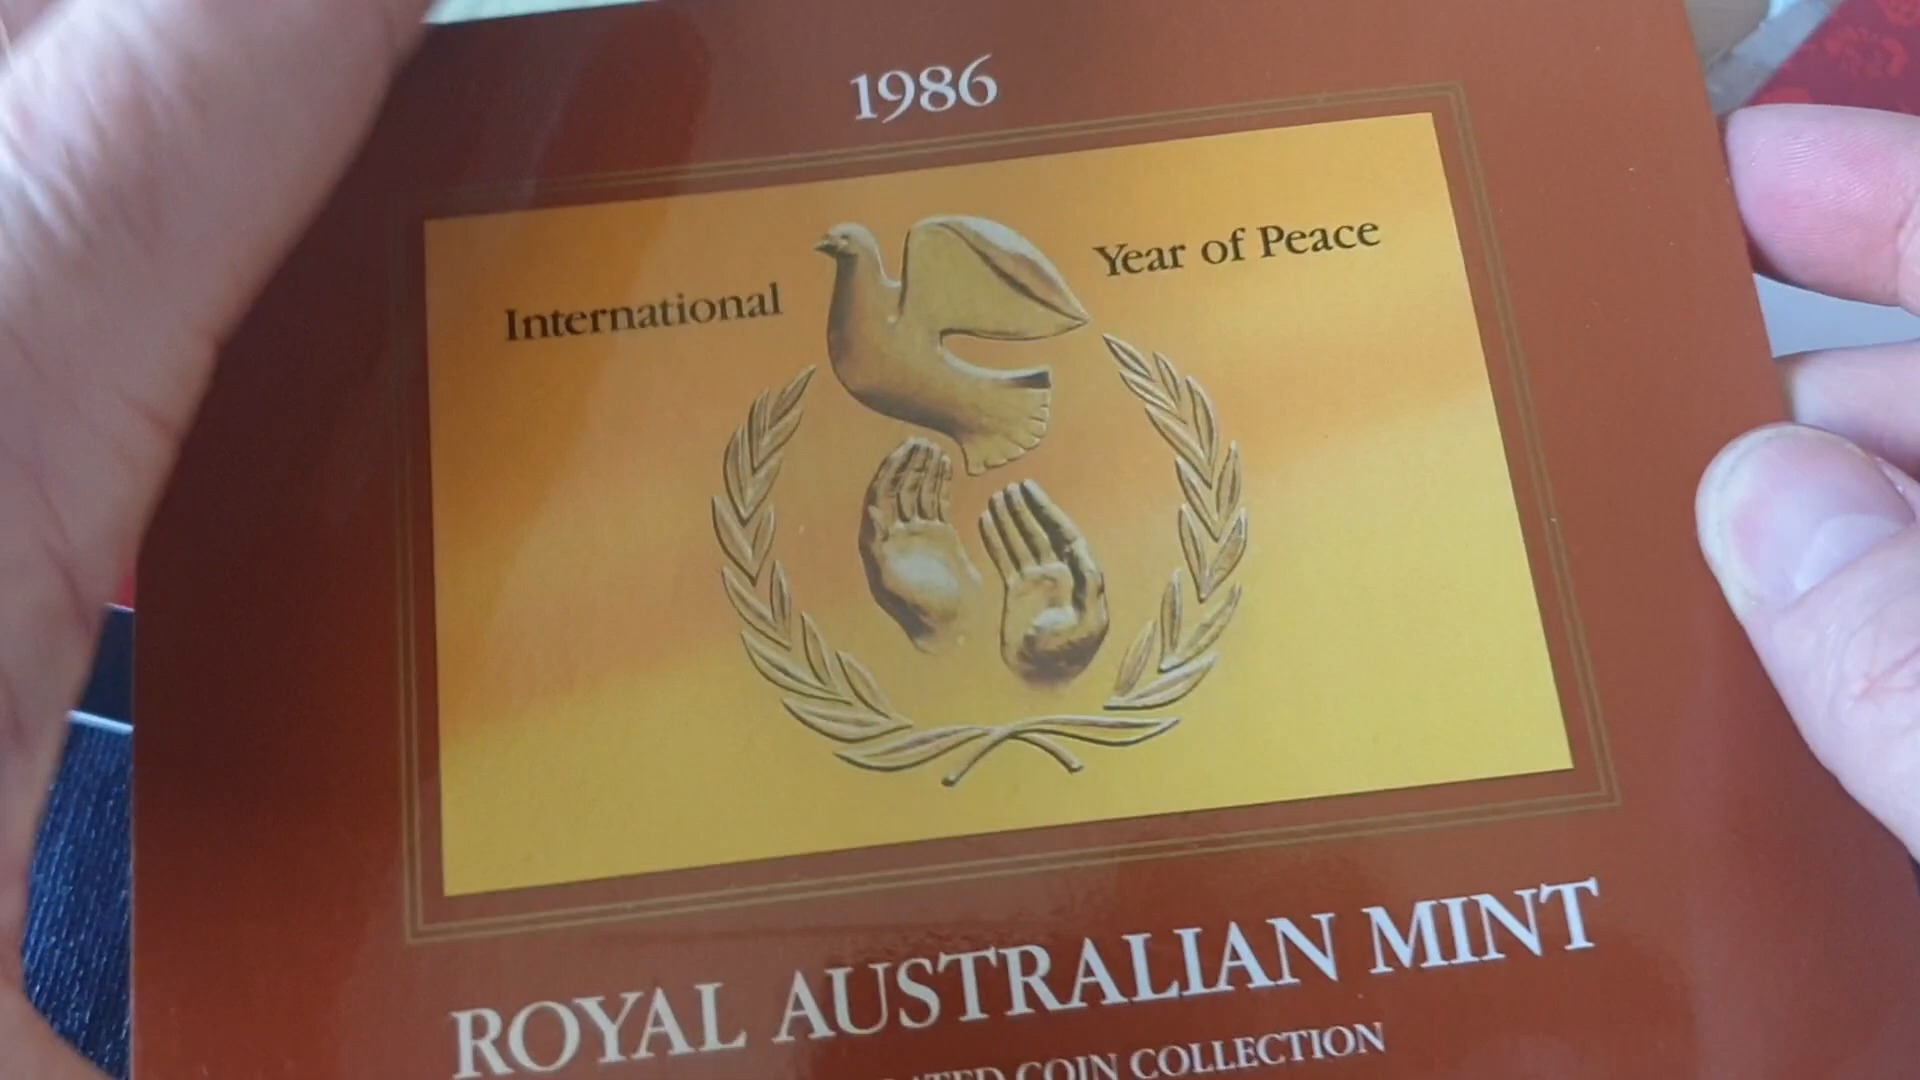 1986
International
Year of Peace
ROYAL AUSTRALIAN MINT
COIN COLLECTION